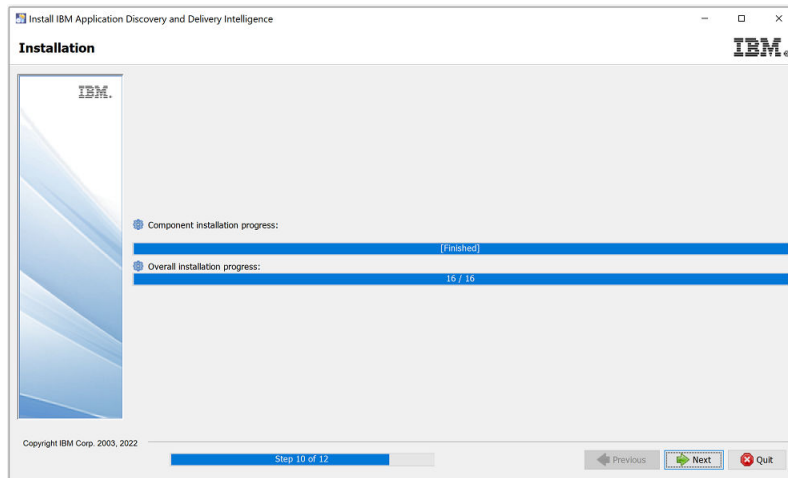 Install IBM Application Discovery and Delivery Intelligence
Installation
IBM.
IBM.
Component installation progress:
[Finished]
Overall installation progress:
16 / 16
Copyright IBM Corp. 2003, 2022
Step 10 of 12
Previous
Next
Quit